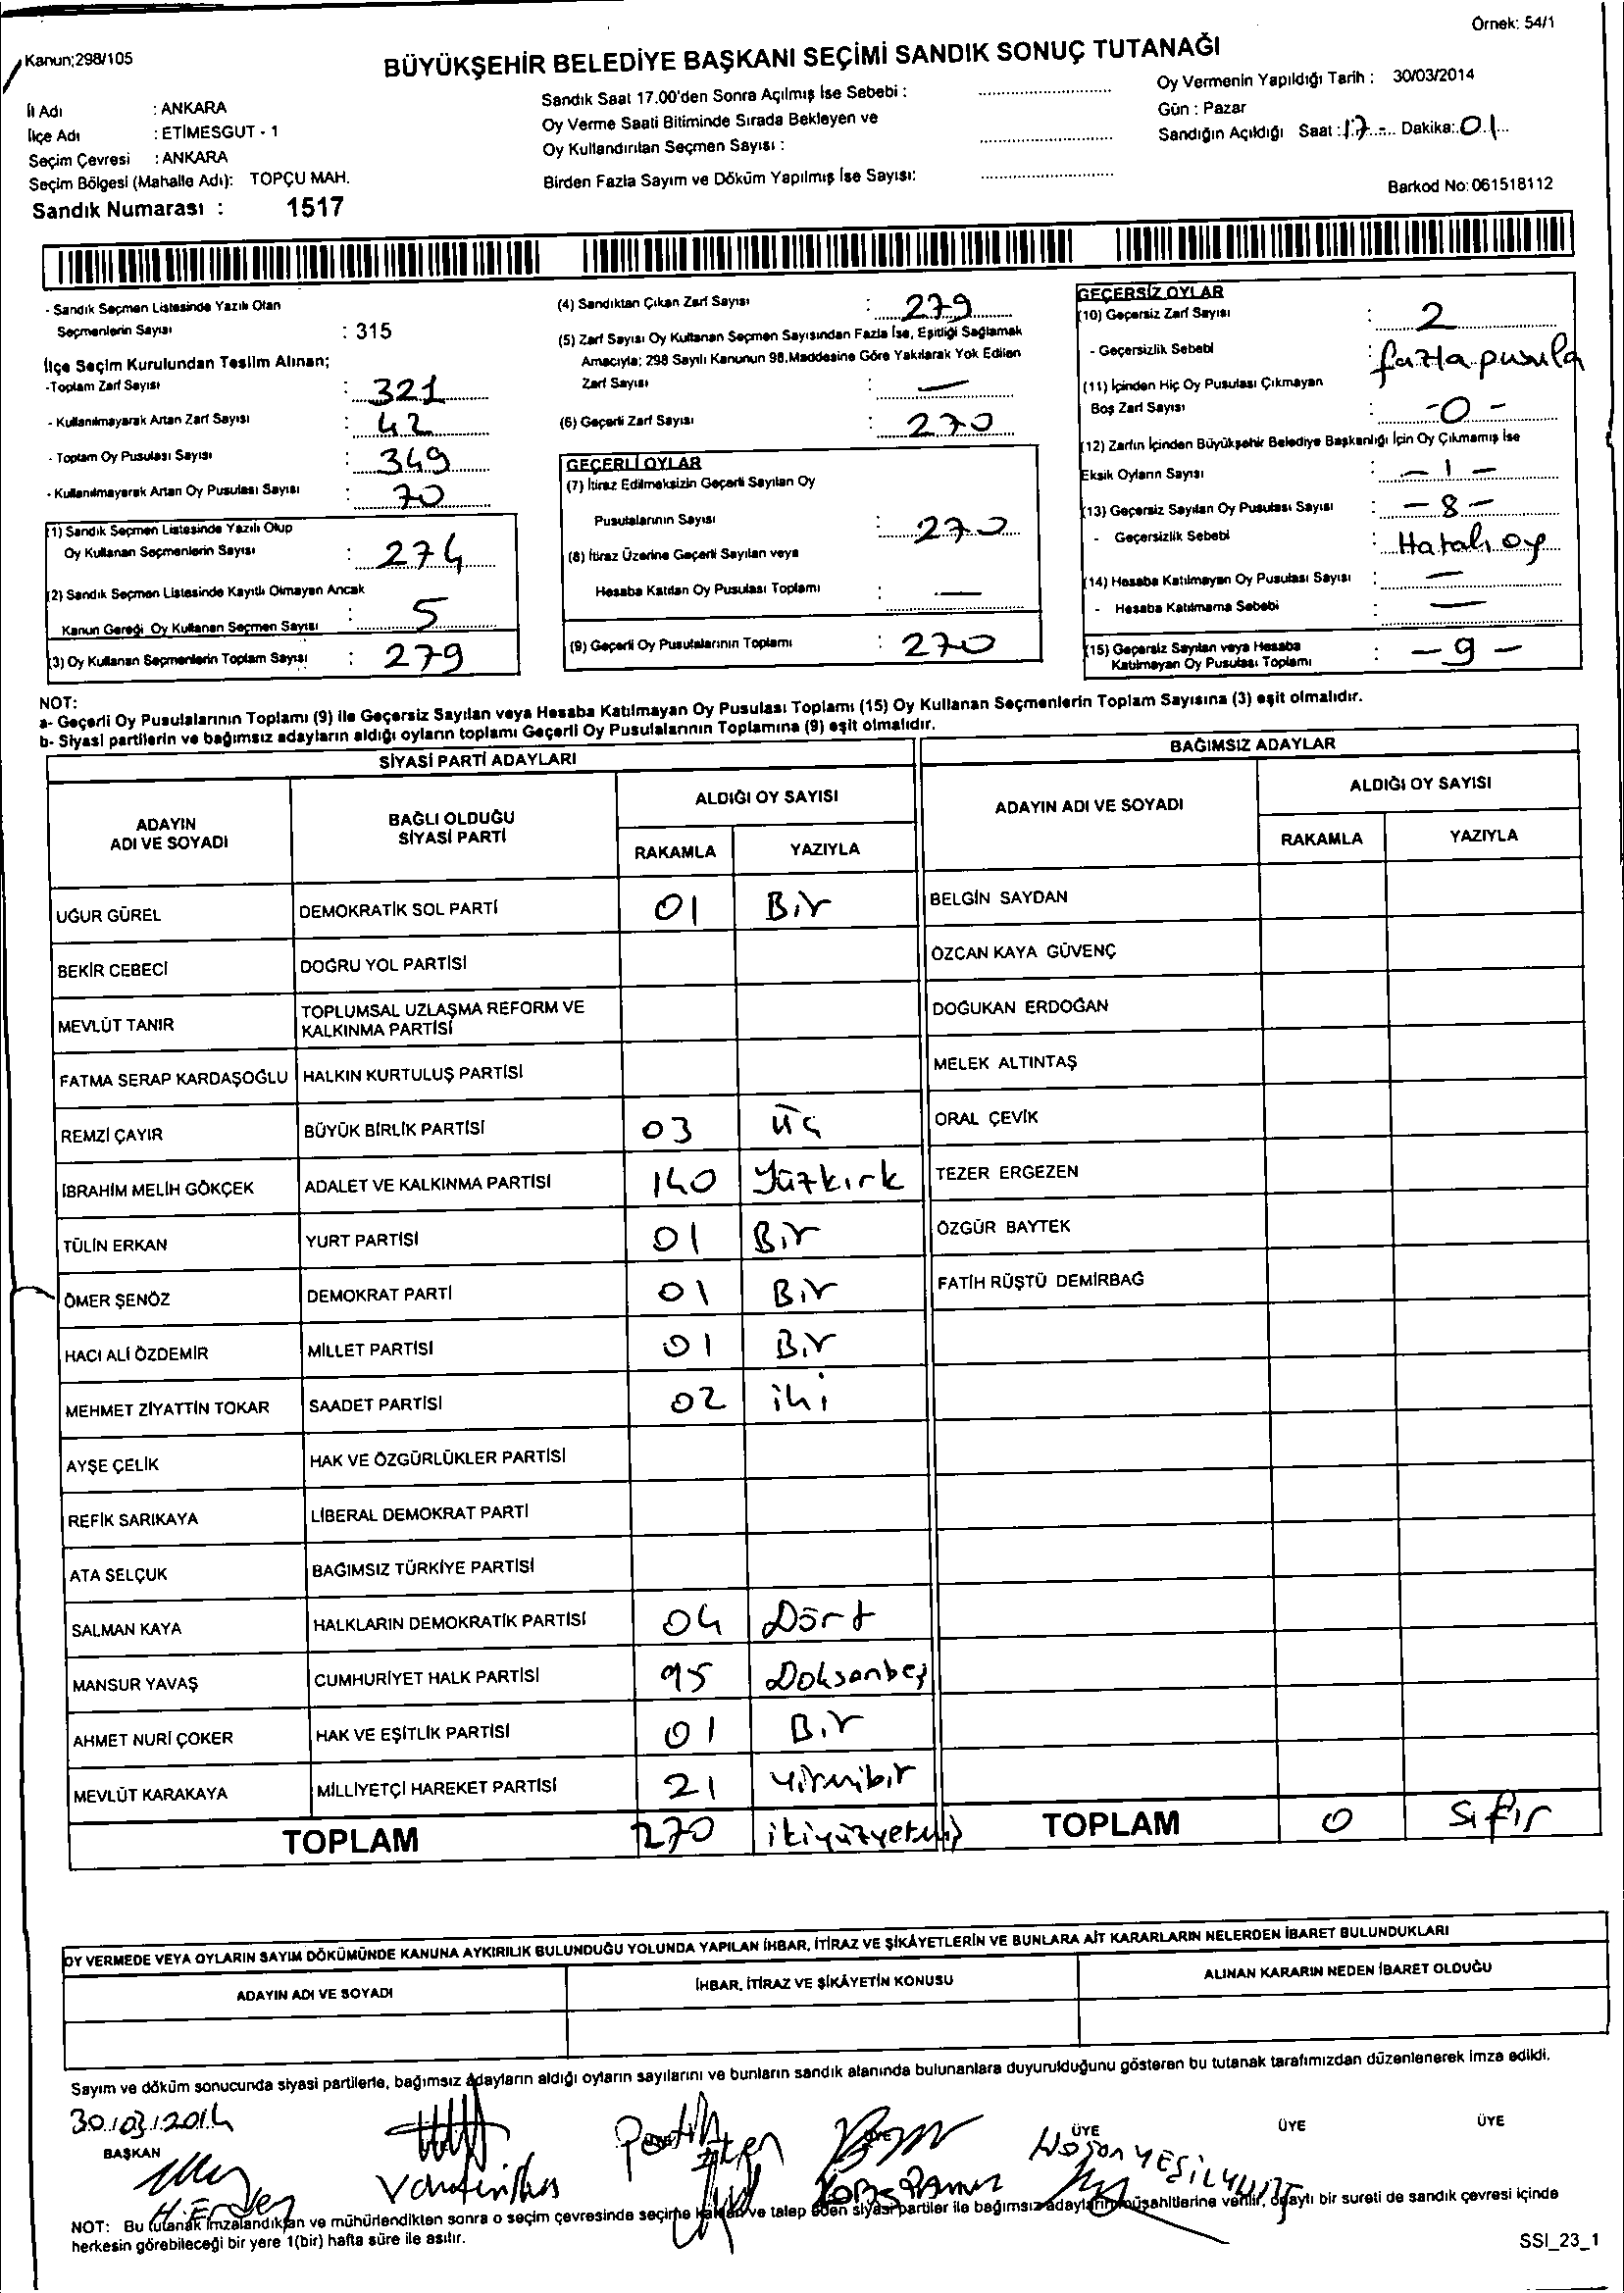 Örnek: 54/1
Kanun;298/105
BÜYÜKŞEHİR BELEDİYE BAŞKANI SEÇİMİ SANDIK SONUÇ TUTANAĞI
İl Adı : ANKARA
İlçe Adı : ETİMESGUT - 1
Seçim Çevresi : ANKARA
Seçim Bölgesi (Mahalle Adı): TOPÇU MAH.
Sandık Numarası : 1517
Sandık Saat 17.00'den Sonra Açılmış İse Sebebi :
Oy Verme Saati Bitiminde Sırada Bekleyen ve
Oy Kullandırılan Seçmen Sayısı :
Birden Fazla Sayım ve Döküm Yapılmış İse Sayısı:
Oy Vermenin Yapıldığı Tarih : 30/03/2014
Gün : Pazar
Sandığın Açıldığı Saat : 17 Dakika: 01
Barkod No: 061518112
- Sandık Seçmen Listesinde Yazılı Olan
Seçmenlerin Sayısı : 315
İlçe Seçim Kurulundan Teslim Alınan;
-Toplam Zarf Sayısı : 321
- Kullanılmayarak Artan Zarf Sayısı : 42
- Toplam Oy Pusulası Sayısı : 349
- Kullanılmayarak Artan Oy Pusulası Sayısı : 70
(1) Sandık Seçmen Listesinde Yazılı Olup
Oy Kullanan Seçmenlerin Sayısı : 274
(2) Sandık Seçmen Listesinde Kayıtlı Olmayan Ancak
Kanun Gereği Oy Kullanan Seçmen Sayısı : 5
(3) Oy Kullanan Seçmenlerin Toplam Sayısı : 279
(4) Sandıktan Çıkan Zarf Sayısı : 279
(5) Zarf Sayısı Oy Kullanan Seçmen Sayısından Fazla İse, Eşitliği Sağlamak
Amacıyla; 298 Sayılı Kanunun 98.Maddesine Göre Yakılarak Yok Edilen
Zarf Sayısı : —
(6) Geçerli Zarf Sayısı : 270
GEÇERLİ OYLAR
(7) İtiraz Edilmeksizin Geçerli Sayılan Oy
Pusulalarının Sayısı : 270
(8) İtiraz Üzerine Geçerli Sayılan veya
Hesaba Katılan Oy Pusulası Toplamı : —
(9) Geçerli Oy Pusulalarının Toplamı : 270
GEÇERSİZ OYLAR
(10) Geçersiz Zarf Sayısı : 2
- Geçersizlik Sebebi : fazla pusula
(11) İçinden Hiç Oy Pusulası Çıkmayan
Boş Zarf Sayısı : -0-
(12) Zarfın İçinden Büyükşehir Belediye Başkanlığı İçin Oy Çıkmamış İse
Eksik Oyların Sayısı : -1-
(13) Geçersiz Sayılan Oy Pusulası Sayısı : -8-
- Geçersizlik Sebebi : Hatalı oy
(14) Hesaba Katılmayan Oy Pusulası Sayısı : —
- Hesaba Katılmama Sebebi : —
(15) Geçersiz Sayılan veya Hesaba
Katılmayan Oy Pusulası Toplamı : -9-
NOT:
a- Geçerli Oy Pusulalarının Toplamı (9) ile Geçersiz Sayılan veya Hesaba Katılmayan Oy Pusulası Toplamı (15) Oy Kullanan Seçmenlerin Toplam Sayısına (3) eşit olmalıdır.
b- Siyasi partilerin ve bağımsız adayların aldığı oyların toplamı Geçerli Oy Pusulalarının Toplamına (9) eşit olmalıdır.
SİYASİ PARTİ ADAYLARI
ADAYIN ADI VE SOYADI BAĞLI OLDUĞU SİYASİ PARTİ ALDIĞI OY SAYISI
RAKAMLA YAZIYLA
UĞUR GÜREL DEMOKRATİK SOL PARTİ 01 Bir
BEKİR CEBECİ DOĞRU YOL PARTİSİ
MEVLÜT TANIR TOPLUMSAL UZLAŞMA REFORM VE KALKINMA PARTİSİ
FATMA SERAP KARDAŞOĞLU HALKIN KURTULUŞ PARTİSİ
REMZİ ÇAYIR BÜYÜK BİRLİK PARTİSİ 03 üç
İBRAHİM MELİH GÖKÇEK ADALET VE KALKINMA PARTİSİ 140 Yüzkırk
TÜLİN ERKAN YURT PARTİSİ 01 Bir
ÖMER ŞENÖZ DEMOKRAT PARTİ 01 Bir
HACI ALİ ÖZDEMİR MİLLET PARTİSİ 01 Bir
MEHMET ZİYATTİN TOKAR SAADET PARTİSİ 02 iki
AYŞE ÇELİK HAK VE ÖZGÜRLÜKLER PARTİSİ
REFİK SARIKAYA LİBERAL DEMOKRAT PARTİ
ATA SELÇUK BAĞIMSIZ TÜRKİYE PARTİSİ
SALMAN KAYA HALKLARIN DEMOKRATİK PARTİSİ 04 Dört
MANSUR YAVAŞ CUMHURİYET HALK PARTİSİ 95 Doksanbeş
AHMET NURİ ÇOKER HAK VE EŞİTLİK PARTİSİ 01 Bir
MEVLÜT KARAKAYA MİLLİYETÇİ HAREKET PARTİSİ 21 Yirmibir
TOPLAM 270 ikiyüzyetmiş
BAĞIMSIZ ADAYLAR
ADAYIN ADI VE SOYADI ALDIĞI OY SAYISI
RAKAMLA YAZIYLA
BELGİN SAYDAN
ÖZCAN KAYA GÜVENÇ
DOĞUKAN ERDOĞAN
MELEK ALTINTAŞ
ORAL ÇEVİK
TEZER ERGEZEN
ÖZGÜR BAYTEK
FATİH RÜŞTÜ DEMİRBAĞ
TOPLAM 0 Sıfır
OY VERMEDE VEYA OYLARIN SAYIM DÖKÜMÜNDE KANUNA AYKIRILIK BULUNDUĞU YOLUNDA YAPILAN İHBAR, İTİRAZ VE ŞİKÂYETLERİN VE BUNLARA AİT KARARLARIN NELERDEN İBARET BULUNDUKLARI
ADAYIN ADI VE SOYADI İHBAR, İTİRAZ VE ŞİKÂYETİN KONUSU ALINAN KARARIN NEDEN İBARET OLDUĞU
Sayım ve döküm sonucunda siyasi partilerle, bağımsız adayların aldığı oyların sayılarını ve bunların sandık alanında bulunanlara duyurulduğunu gösteren bu tutanak tarafımızdan düzenlenerek imza edildi.
30/03/2014
BAŞKAN ÜYE ÜYE ÜYE
NOT: Bu tutanak imzalandıktan ve mühürlendikten sonra o seçim çevresinde seçime katılan ve talep eden siyasi partiler ile bağımsız adayların müşahitlerine verilir, onaylı bir sureti de sandık çevresi içinde
herkesin görebileceği bir yere 1(bir) hafta süre ile asılır.
SSI_23_1